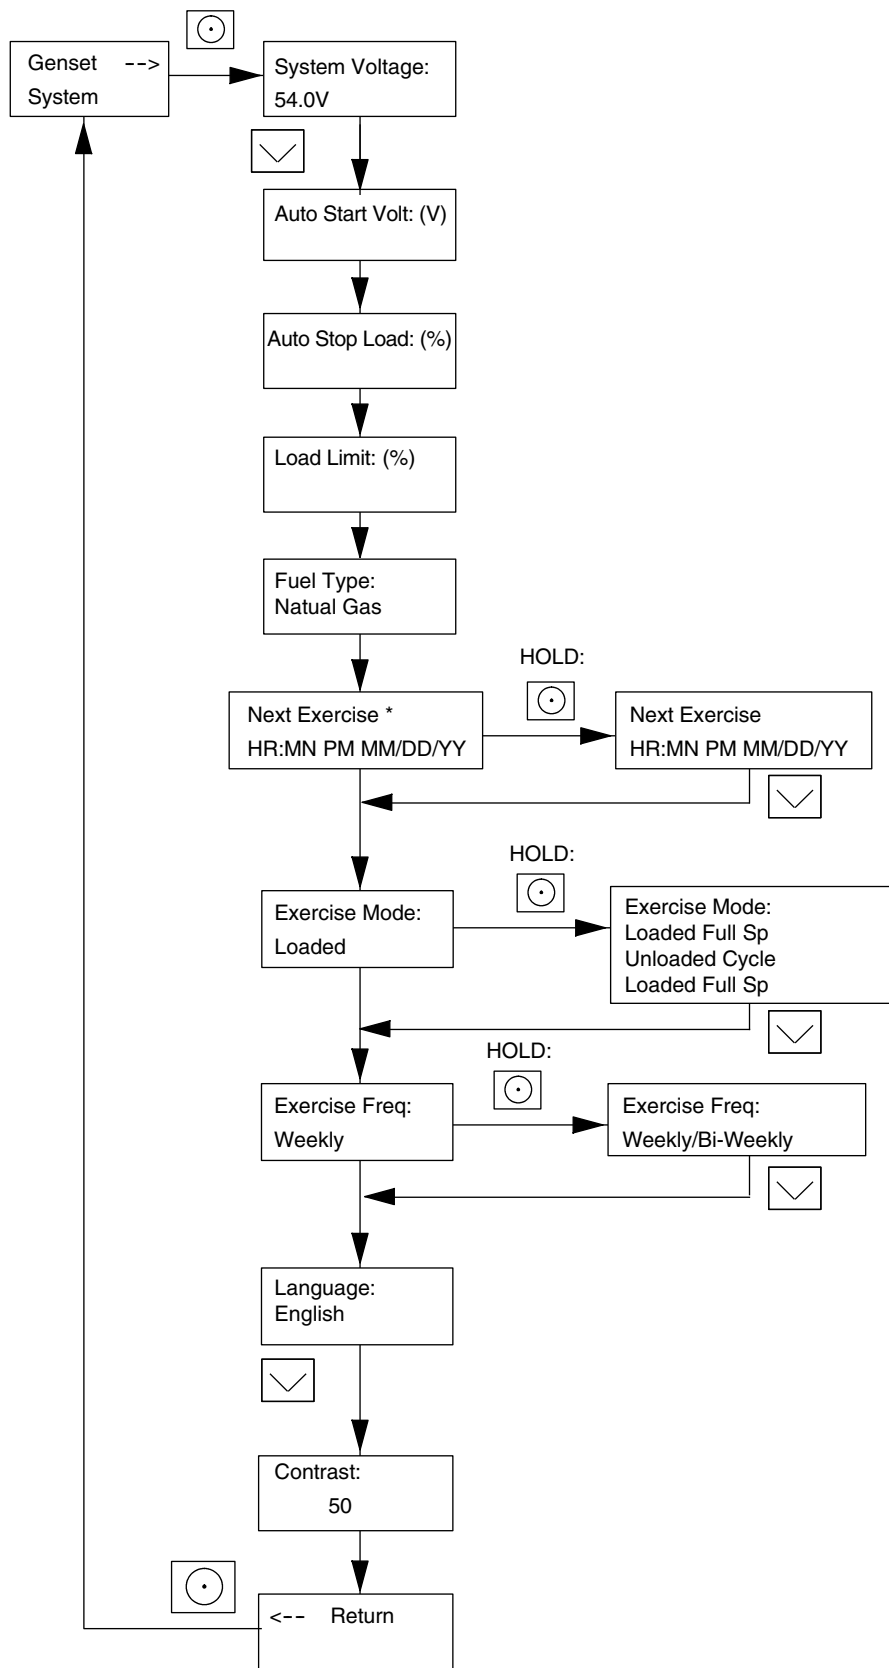 Genset -->
System
System Voltage:
54.0V
Auto Start Volt: (V)
Auto Stop Load: (%)
Load Limit: (%)
Fuel Type:
Natual Gas
HOLD:
Next Exercise *
HR:MN PM MM/DD/YY
Next Exercise
HR:MN PM MM/DD/YY
HOLD:
Exercise Mode:
Loaded
Exercise Mode:
Loaded Full Sp
Unloaded Cycle
Loaded Full Sp
HOLD:
Exercise Freq:
Weekly
Exercise Freq:
Weekly/Bi-Weekly
Language:
English
Contrast:
50
<-- Return